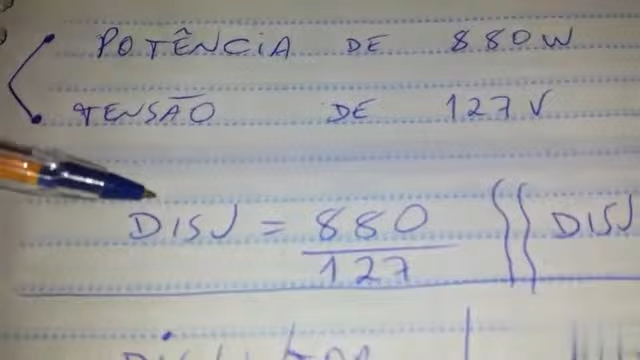 POTÊNCIA DE 880W
TENSÃO DE 127V
DISJ = 880 DISJ
127